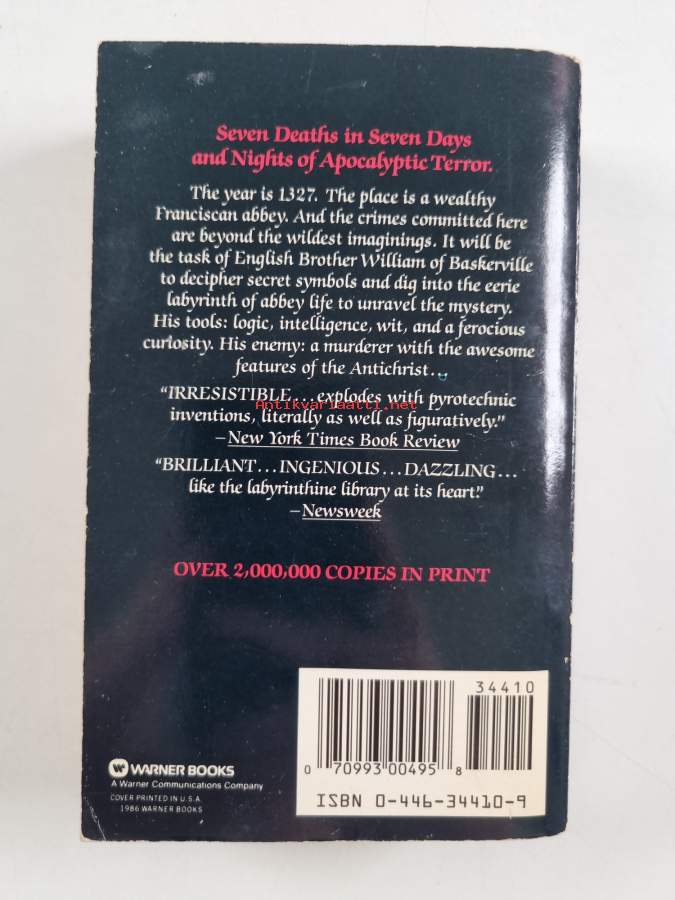 Seven Deaths in Seven Days
and Nights of Apocalyptic Terror.
The year is 1327. The place is a wealthy
Franciscan abbey. And the crimes committed here
are beyond the wildest imaginings. It will be
the task of English Brother William of Baskerville
to decipher secret symbols and dig into the eerie
labyrinth of abbey life to unravel the mystery.
His tools: logic, intelligence, wit, and a ferocious
curiosity. His enemy: a murderer with the awesome
features of the Antichrist...
"IRRESISTIBLE...explodes with pyrotechnic
Antikvariaatti.net
inventions, literally as well as figuratively."
—New York Times Book Review
"BRILLIANT...INGENIOUS...DAZZLING...
like the labyrinthine library at its heart."
—Newsweek
OVER 2,000,000 COPIES IN PRINT
34410
0 70993 00495 8
ISBN 0-446-34410-9
WARNER BOOKS
A Warner Communications Company
COVER PRINTED IN U.S.A.
1986 WARNER BOOKS